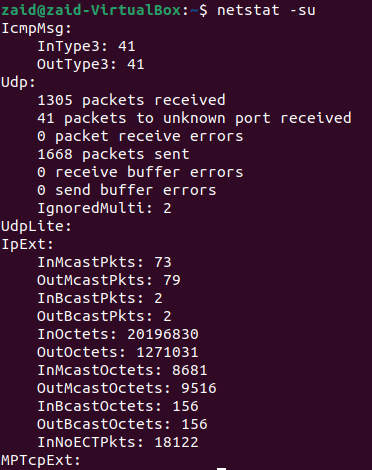 zaid@zaid-VirtualBox:~$ netstat -su
IcmpMsg:
    InType3: 41
    OutType3: 41
Udp:
    1305 packets received
    41 packets to unknown port received
    0 packet receive errors
    1668 packets sent
    0 receive buffer errors
    0 send buffer errors
    IgnoredMulti: 2
UdpLite:
IpExt:
    InMcastPkts: 73
    OutMcastPkts: 79
    InBcastPkts: 2
    OutBcastPkts: 2
    InOctets: 20196830
    OutOctets: 1271031
    InMcastOctets: 8681
    OutMcastOctets: 9516
    InBcastOctets: 156
    OutBcastOctets: 156
    InNoECTPkts: 18122
MPTcpExt: